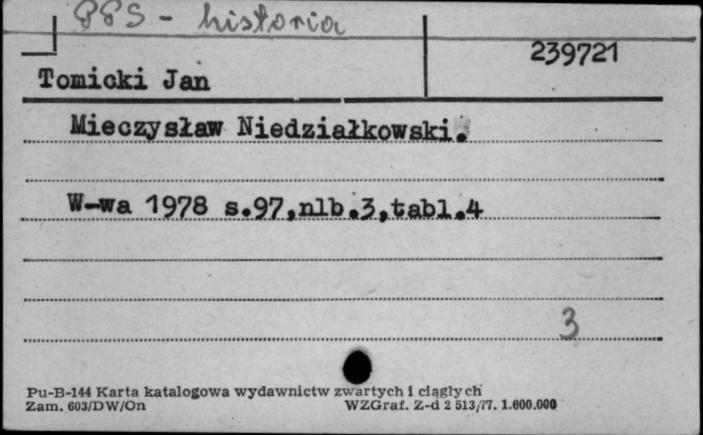 PPS - historia
239721
Tomicki Jan
Mieczysław Niedziałkowski.
W-wa 1978 s.97,nlb.3,tabl.4
3
Pu-B-144 Karta katalogowa wydawnictw zwartych i ciągłych
Zam. 603/DW/On WZGraf. Z-d 2 513/77. 1.600.000